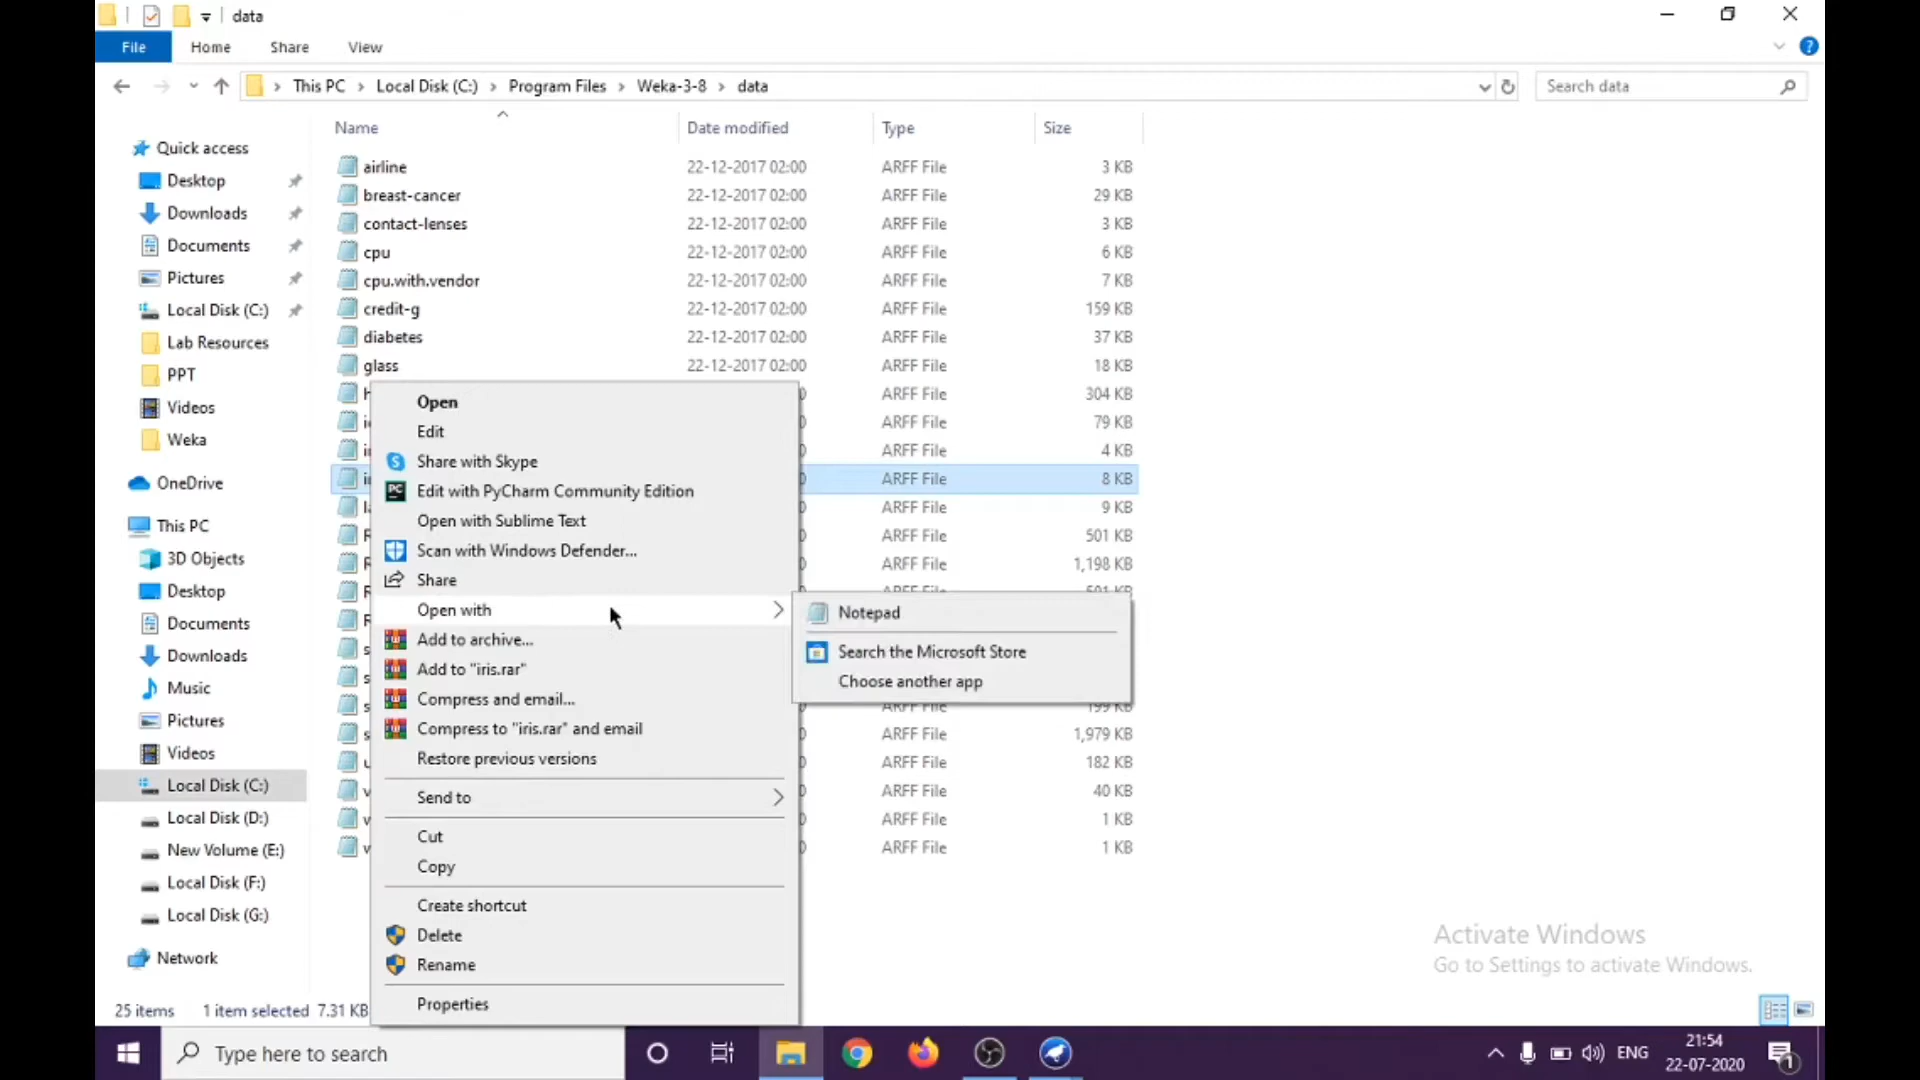 data
File
Home
Share
View
This PC
Local Disk (C:)
Program Files
Weka-3-8
data
Search data
Name
Date modified
Type
Size
Quick access
Desktop
Downloads
Documents
Pictures
Local Disk (C:)
Lab Resources
PPT
Videos
Weka
OneDrive
This PC
3D Objects
Desktop
Documents
Downloads
Music
Pictures
Videos
Local Disk (C:)
Local Disk (D:)
New Volume (E:)
Local Disk (F:)
Local Disk (G:)
Network
airline 22-12-2017 02:00 ARFF File 3 KB
breast-cancer 22-12-2017 02:00 ARFF File 29 KB
contact-lenses 22-12-2017 02:00 ARFF File 3 KB
cpu 22-12-2017 02:00 ARFF File 6 KB
cpu.with.vendor 22-12-2017 02:00 ARFF File 7 KB
credit-g 22-12-2017 02:00 ARFF File 159 KB
diabetes 22-12-2017 02:00 ARFF File 37 KB
glass 22-12-2017 02:00 ARFF File 18 KB
ARFF File 304 KB
ARFF File 79 KB
ARFF File 4 KB
ARFF File 8 KB
ARFF File 9 KB
ARFF File 501 KB
ARFF File 1,198 KB
ARFF File 199 KB
ARFF File 1,979 KB
ARFF File 182 KB
ARFF File 40 KB
ARFF File 1 KB
ARFF File 1 KB
Open
Edit
Share with Skype
Edit with PyCharm Community Edition
Open with Sublime Text
Scan with Windows Defender...
Share
Open with
Add to archive...
Add to "iris.rar"
Compress and email...
Compress to "iris.rar" and email
Restore previous versions
Send to
Cut
Copy
Create shortcut
Delete
Rename
Properties
Notepad
Search the Microsoft Store
Choose another app
Activate Windows
Go to Settings to activate Windows.
25 items 1 item selected 7.31 KB
Type here to search
ENG
21:54
22-07-2020
1